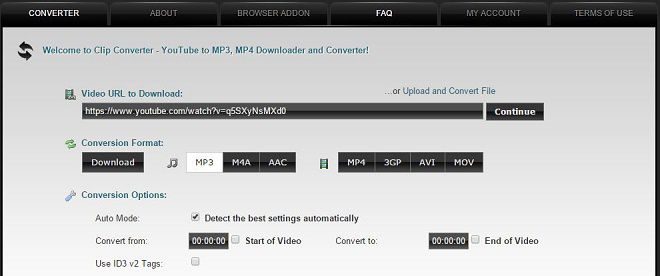 CONVERTER ABOUT BROWSER ADDON FAQ MY ACCOUNT TERMS OF USE
Welcome to Clip Converter - YouTube to MP3, MP4 Downloader and Converter!
Video URL to Download: ...or Upload and Convert File
https://www.youtube.com/watch?v=q5SXyNsMXd0 Continue
Conversion Format:
Download MP3 M4A AAC MP4 3GP AVI MOV
Conversion Options:
Auto Mode: Detect the best settings automatically
Convert from: 00:00:00 Start of Video Convert to: 00:00:00 End of Video
Use ID3 v2 Tags: